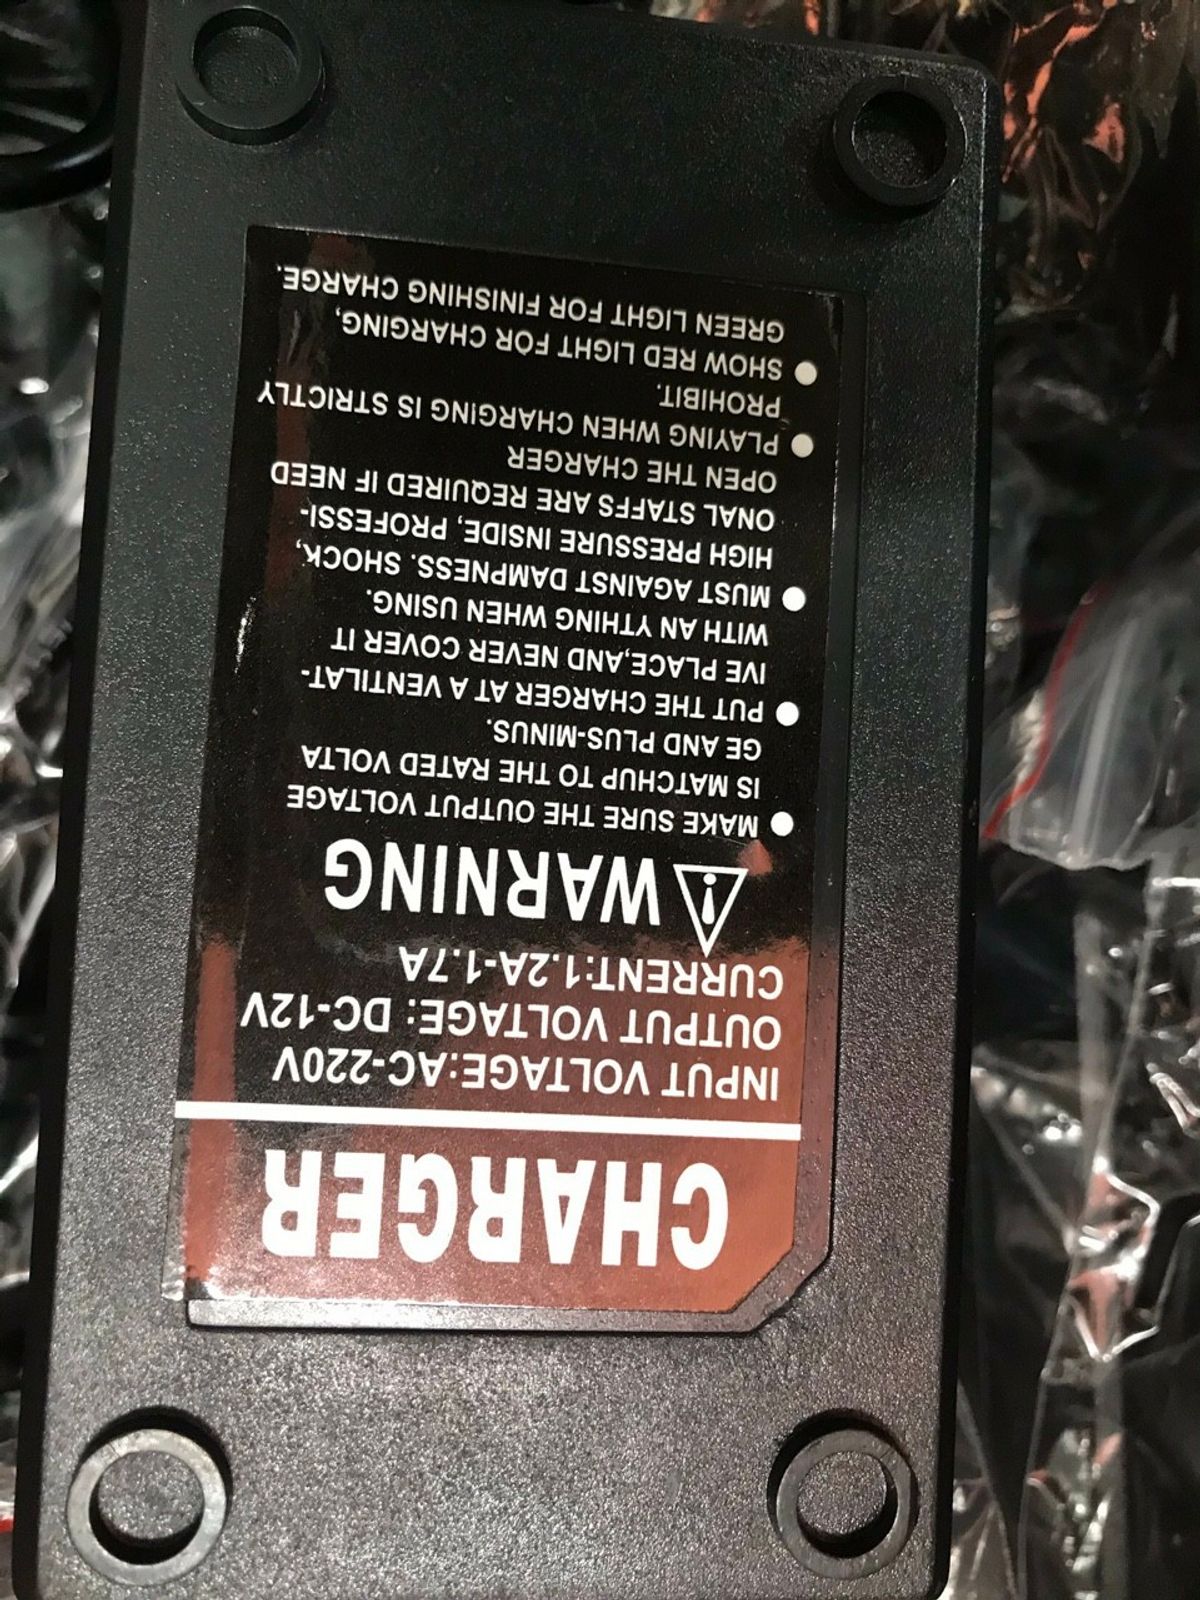 CHARGER
INPUT VOLTAGE:AC-220V
OUTPUT VOLTAGE: DC-12V
CURRENT:1.2A-1.7A
WARNING
● MAKE SURE THE OUTPUT VOLTAGE
IS MATCHUP TO THE RATED VOLTA
GE AND PLUS-MINUS.
● PUT THE CHARGER AT A VENTILAT-
IVE PLACE,AND NEVER COVER IT
WITH AN YTHING WHEN USING.
● MUST AGAINST DAMPNESS. SHOCK,
HIGH PRESSURE INSIDE, PROFESSI-
ONAL STAFFS ARE REQUIRED IF NEED
OPEN THE CHARGER
● PLAYING WHEN CHARGING IS STRICTLY
PROHIBIT.
● SHOW RED LIGHT FOR CHARGING,
GREEN LIGHT FOR FINISHING CHARGE.